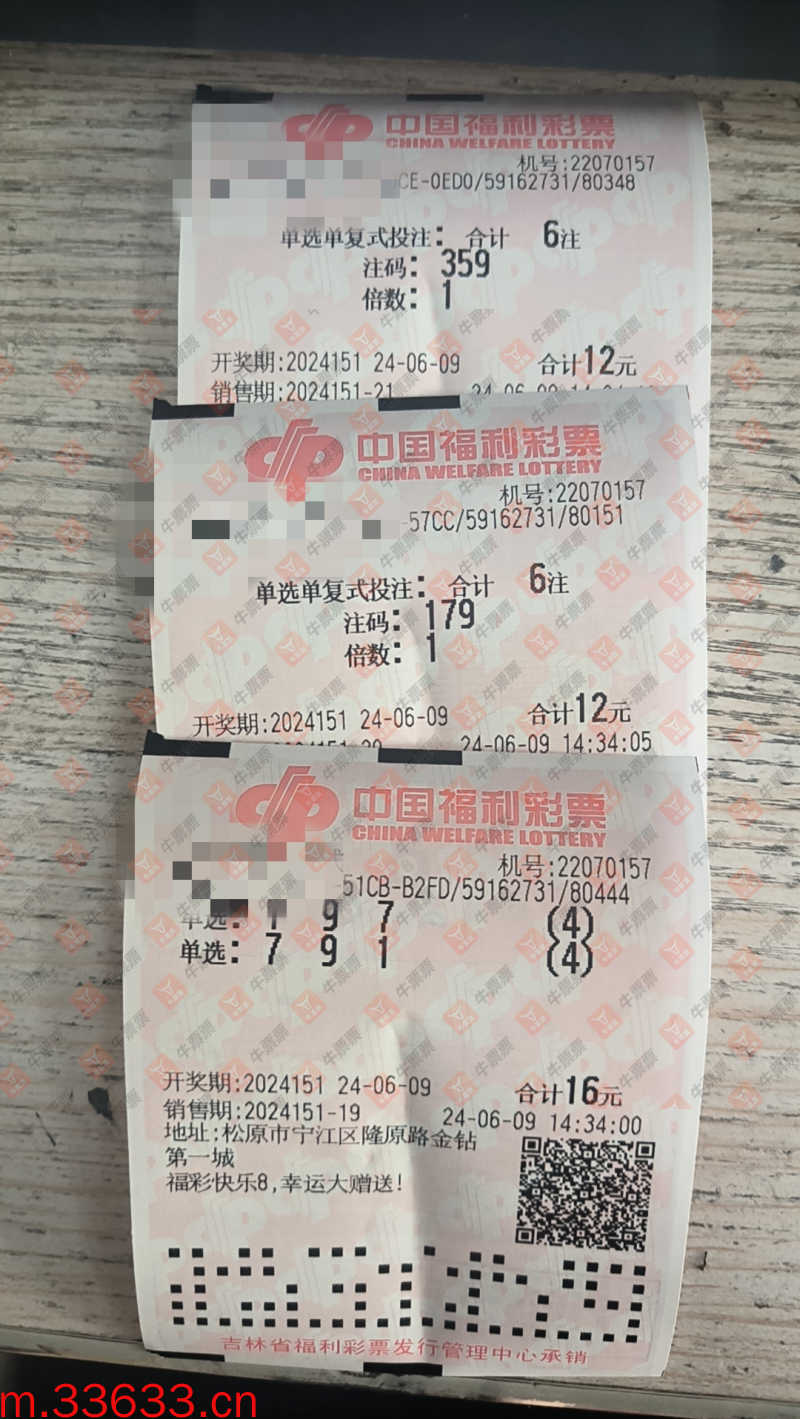 中国福利彩票
CHINA WELFARE LOTTERY
机号:22070157
CE-0ED0/59162731/80348
单选单复式投注: 合计 6注
注码: 359
倍数: 1
开奖期:2024151 24-06-09 合计12元
销售期:2024151-21
中国福利彩票
CHINA WELFARE LOTTERY
机号:22070157
-57CC/59162731/80151
单选单复式投注: 合计 6注
注码: 179
倍数: 1
开奖期:2024151 24-06-09 合计12元
24-06-09 14:34:05
中国福利彩票
CHINA WELFARE LOTTERY
机号:22070157
-51CB-B2FD/59162731/80444
单选: 1 9 7 (4)
单选: 7 9 1 (4)
开奖期:2024151 24-06-09 合计16元
销售期:2024151-19 24-06-09 14:34:00
地址:松原市宁江区隆原路金钻
第一城
福彩快乐8,幸运大赠送!
吉林省福利彩票发行管理中心承销
牛票票
m.33633.cn